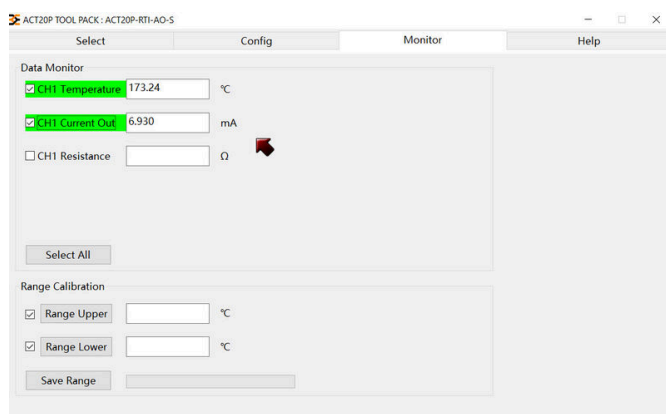 ACT20P TOOL PACK : ACT20P-RTI-AO-S
Select Config Monitor Help
Data Monitor
CH1 Temperature 173.24 ℃
CH1 Current Out 6.930 mA
CH1 Resistance Ω
Select All
Range Calibration
Range Upper ℃
Range Lower ℃
Save Range